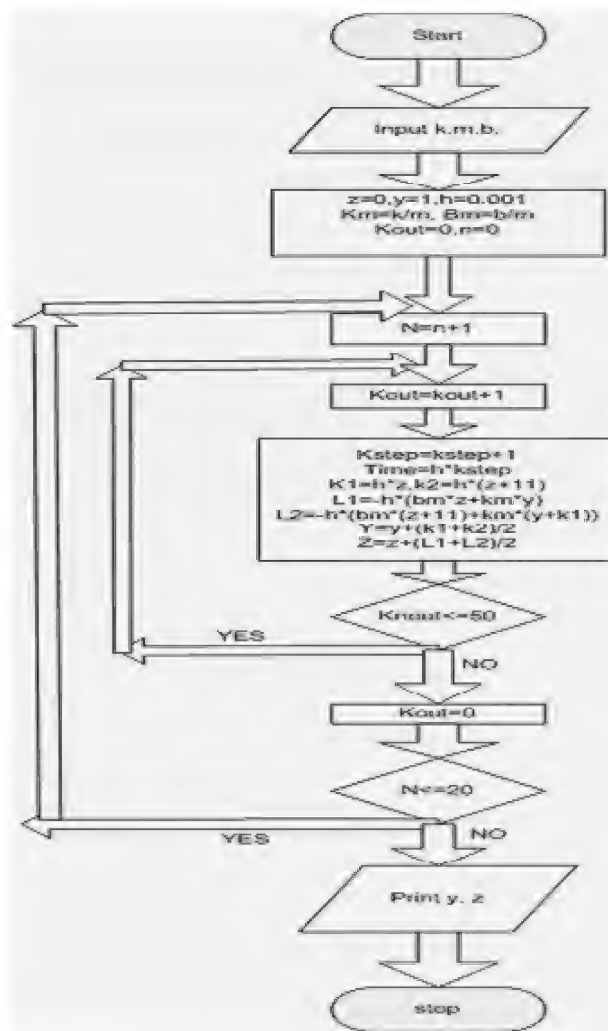 Start
Input k.m.b.
z=0,y=1,h=0.001
Km=k/m, Bm=b/m
Kout=0,n=0
N=n+1
Kout=kout+1
Kstep=kstep+1
Time=h*kstep
K1=h*z,k2=h*(z+11)
L1=-h*(bm*z+km*y)
L2=-h*(bm*(z+11)+km*(y+k1))
Y=y+(k1+k2)/2
Z=z+(L1+L2)/2
Knout<=50
YES
NO
Kout=0
N<=20
YES
NO
Print y, z
stop